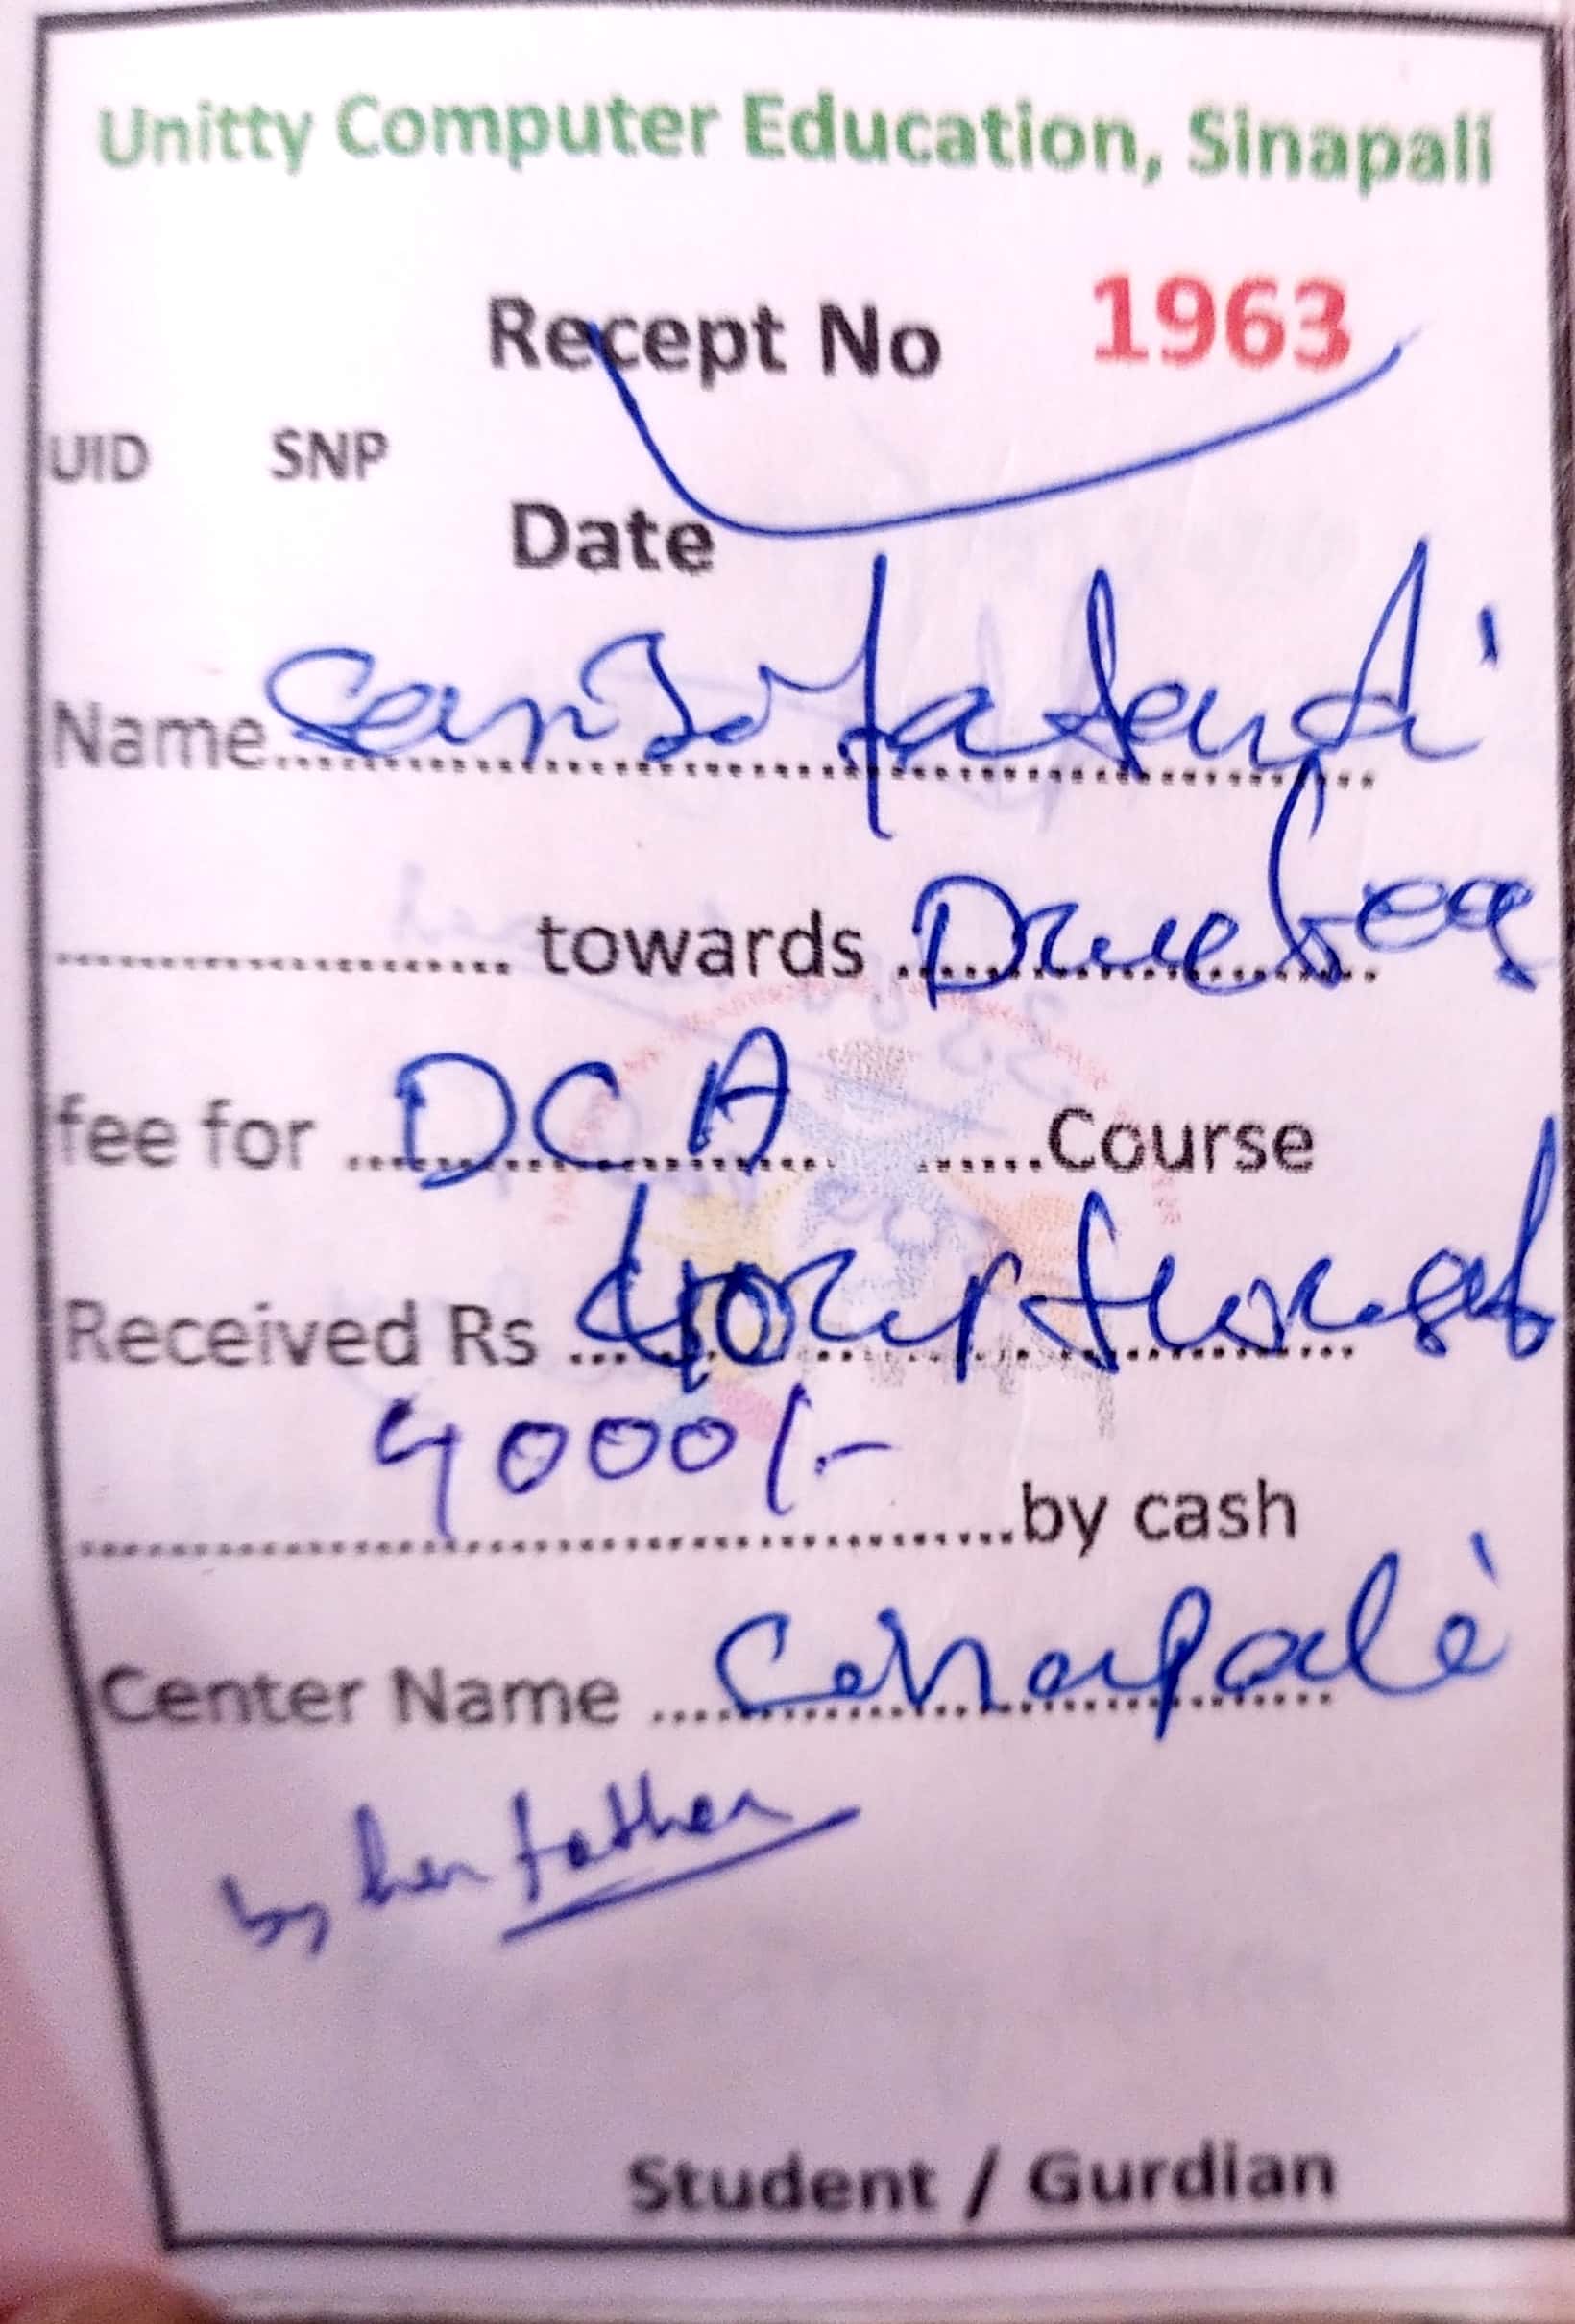 Unitty Computer Education, Sinapali
Recept No 1963
UID SNP
Date
Name....................
.................... towards ....................
fee for .....DCA..... ......Course
Received Rs ....................
4000/-
....................by cash
Center Name ....................
by her father
Student / Gurdian